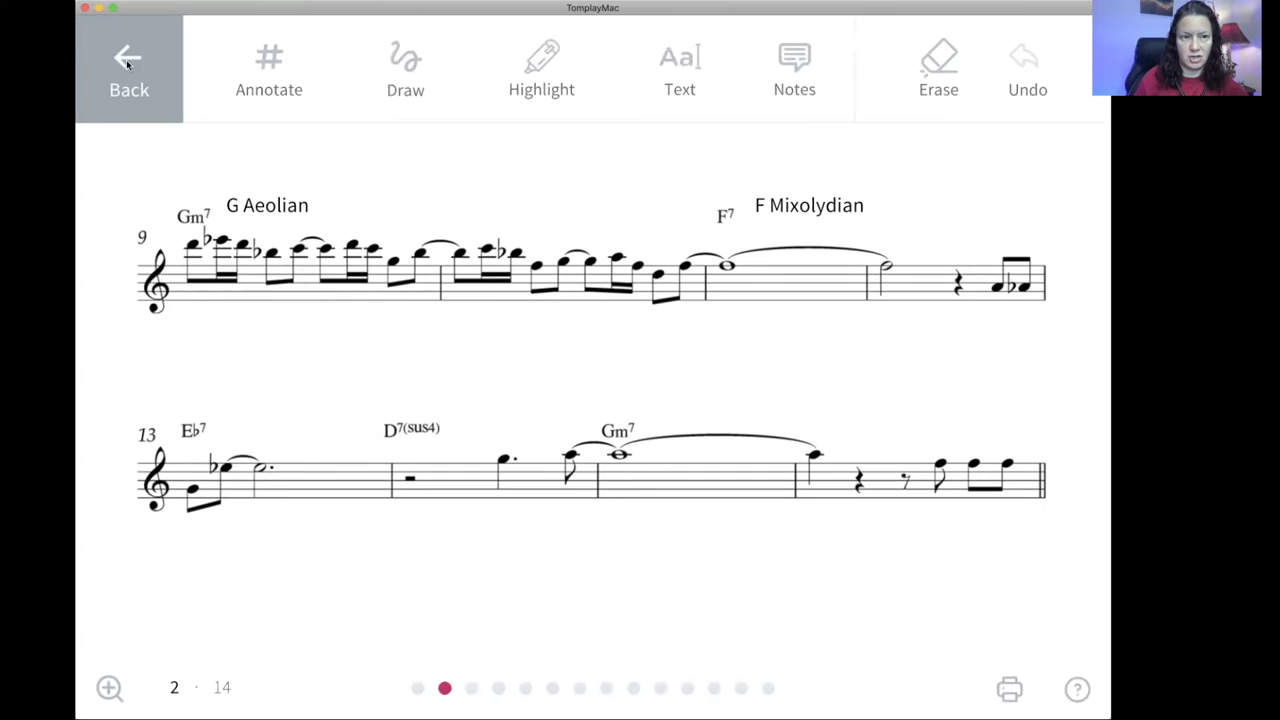 TomplayMac
Back
Annotate
Draw
Highlight
Text
Notes
Erase
Undo
Gm7 G Aeolian
F7 F Mixolydian
9
13
E♭7
D7(sus4)
Gm7
2 · 14